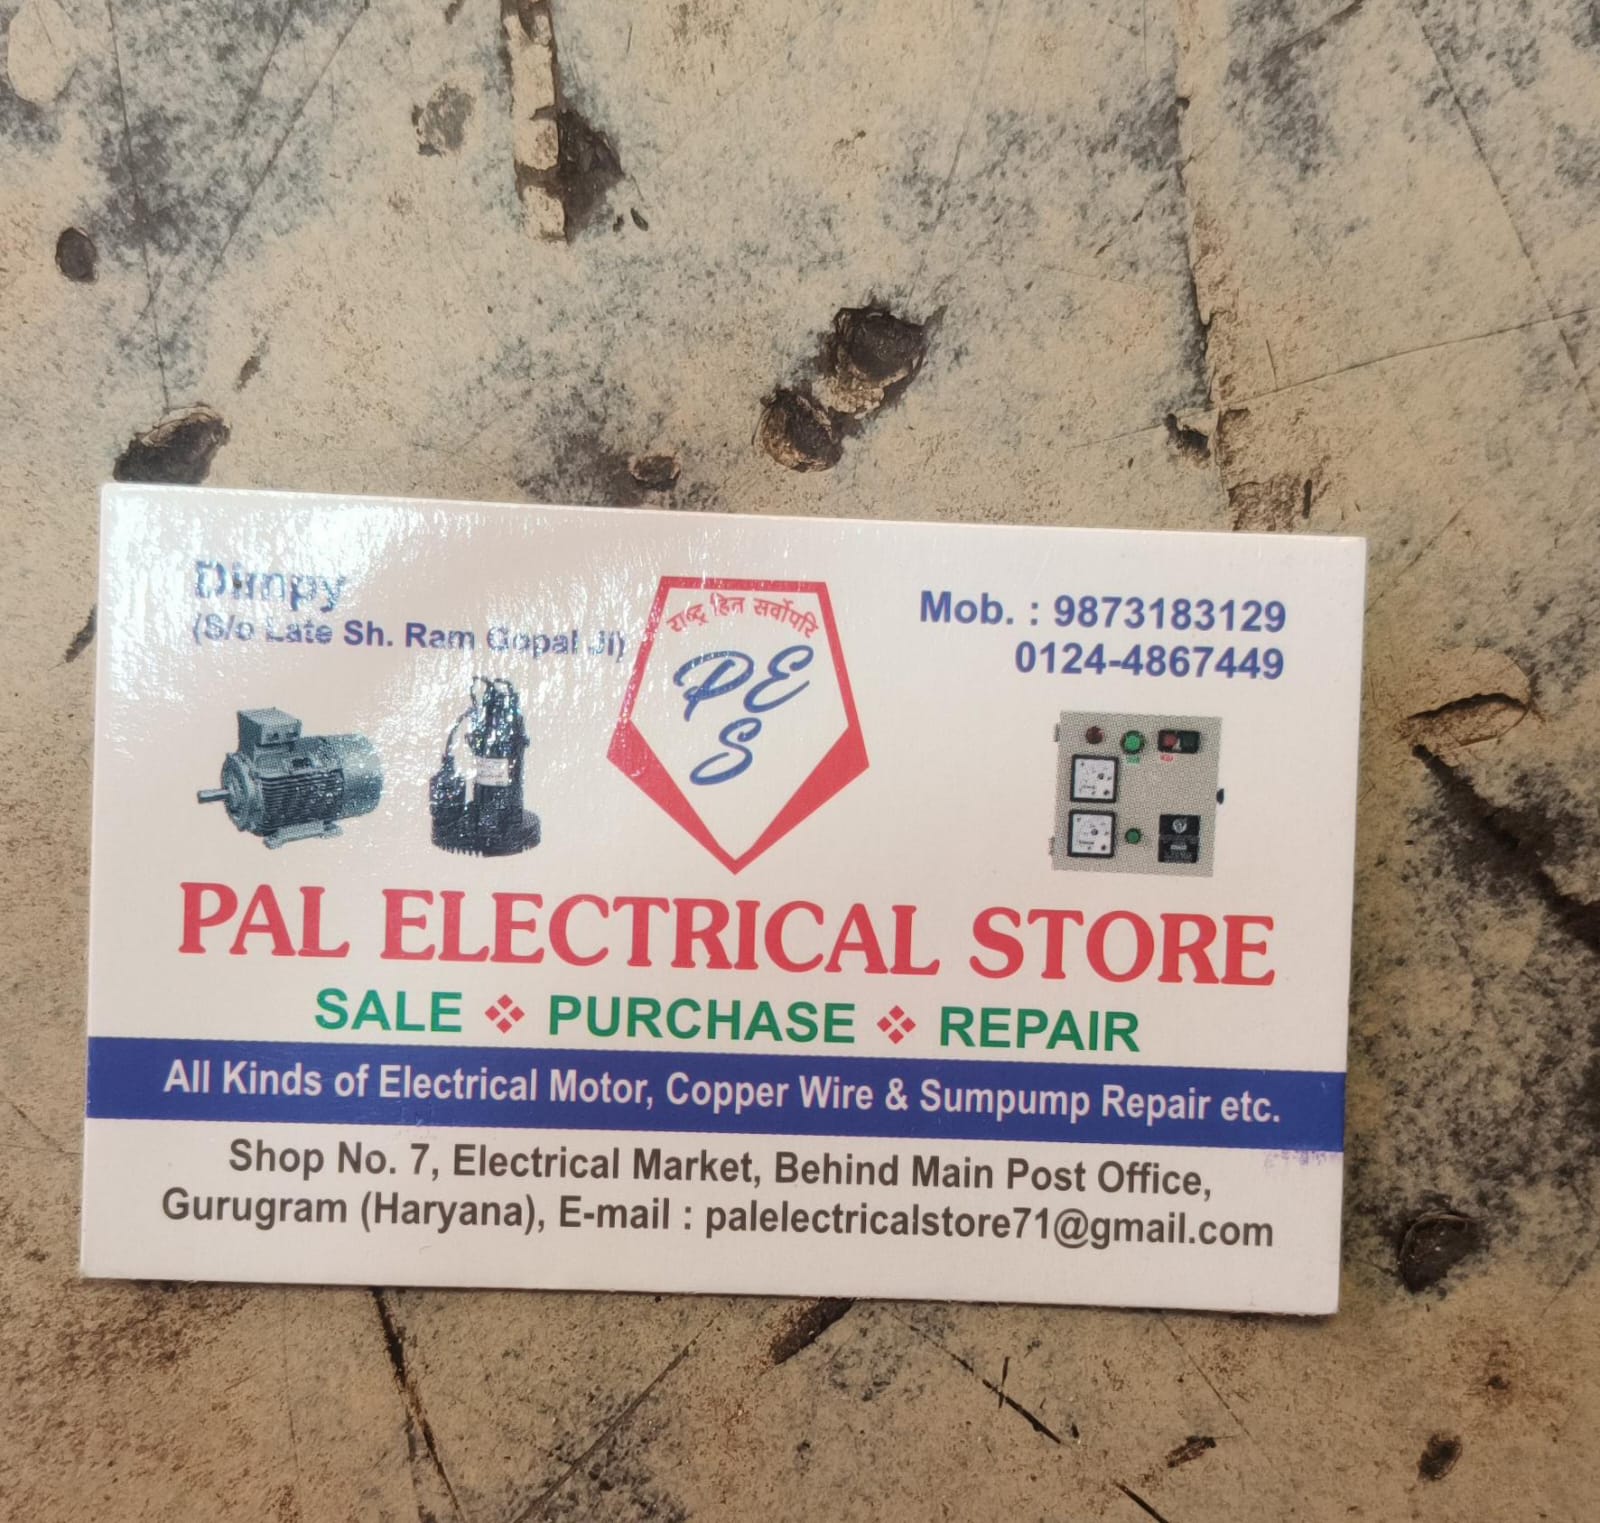 Dimpy
(S/o Late Sh. Ram Gopal Ji)
राष्ट्र हित सर्वोपरि
PE
S
Mob. : 9873183129
0124-4867449
PAL ELECTRICAL STORE
SALE ❖ PURCHASE ❖ REPAIR
All Kinds of Electrical Motor, Copper Wire & Sumpump Repair etc.
Shop No. 7, Electrical Market, Behind Main Post Office,
Gurugram (Haryana), E-mail : palelectricalstore71@gmail.com